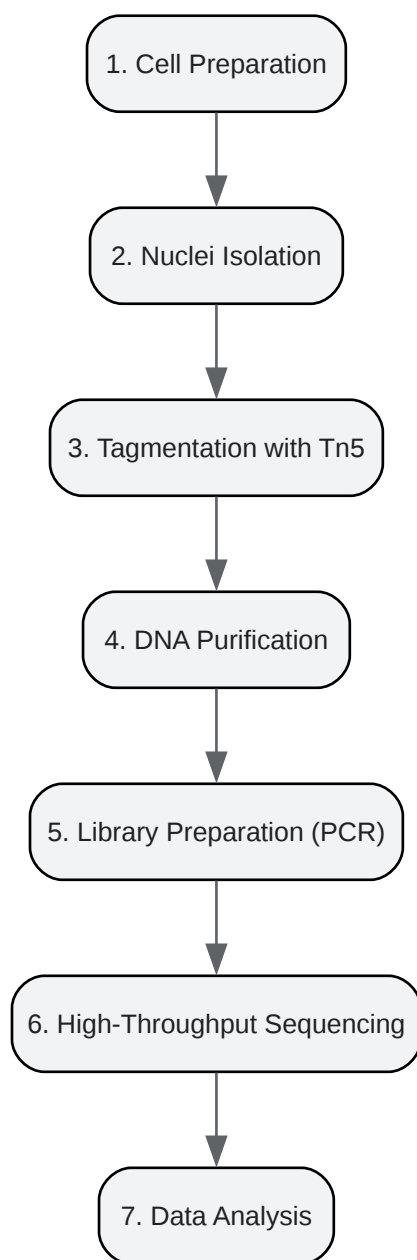 1. Cell Preparation
2. Nuclei Isolation
3. Tagmentation with Tn5
4. DNA Purification
5. Library Preparation (PCR)
6. High-Throughput Sequencing
7. Data Analysis